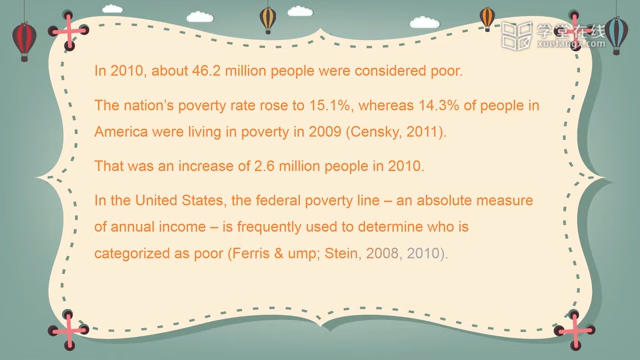 学堂在线
xuetangx.com
In 2010, about 46.2 million people were considered poor.
The nation's poverty rate rose to 15.1%, whereas 14.3% of people in
America were living in poverty in 2009 (Censky, 2011).
That was an increase of 2.6 million people in 2010.
In the United States, the federal poverty line – an absolute measure
of annual income – is frequently used to determine who is
categorized as poor (Ferris & ump; Stein, 2008, 2010).